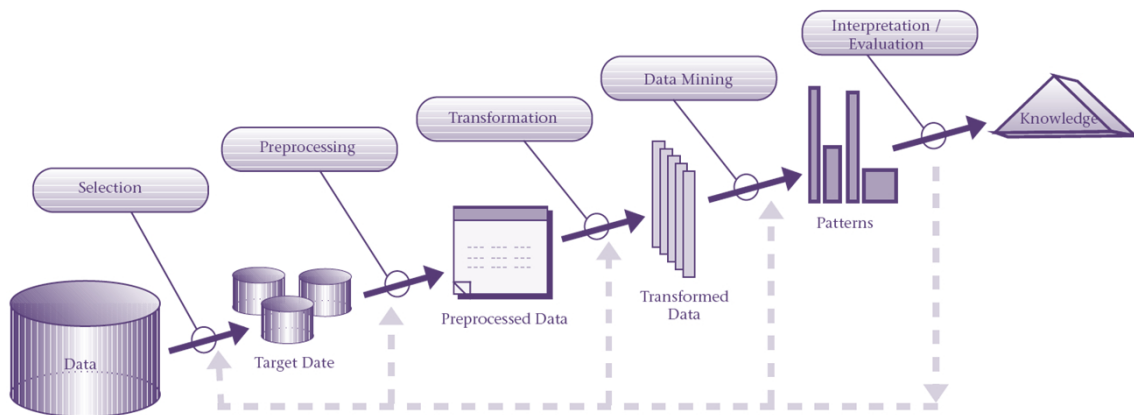 Interpretation /
Evaluation
Data Mining
Transformation
Preprocessing
Selection
Knowledge
Patterns
Transformed
Data
Preprocessed Data
Target Date
Data